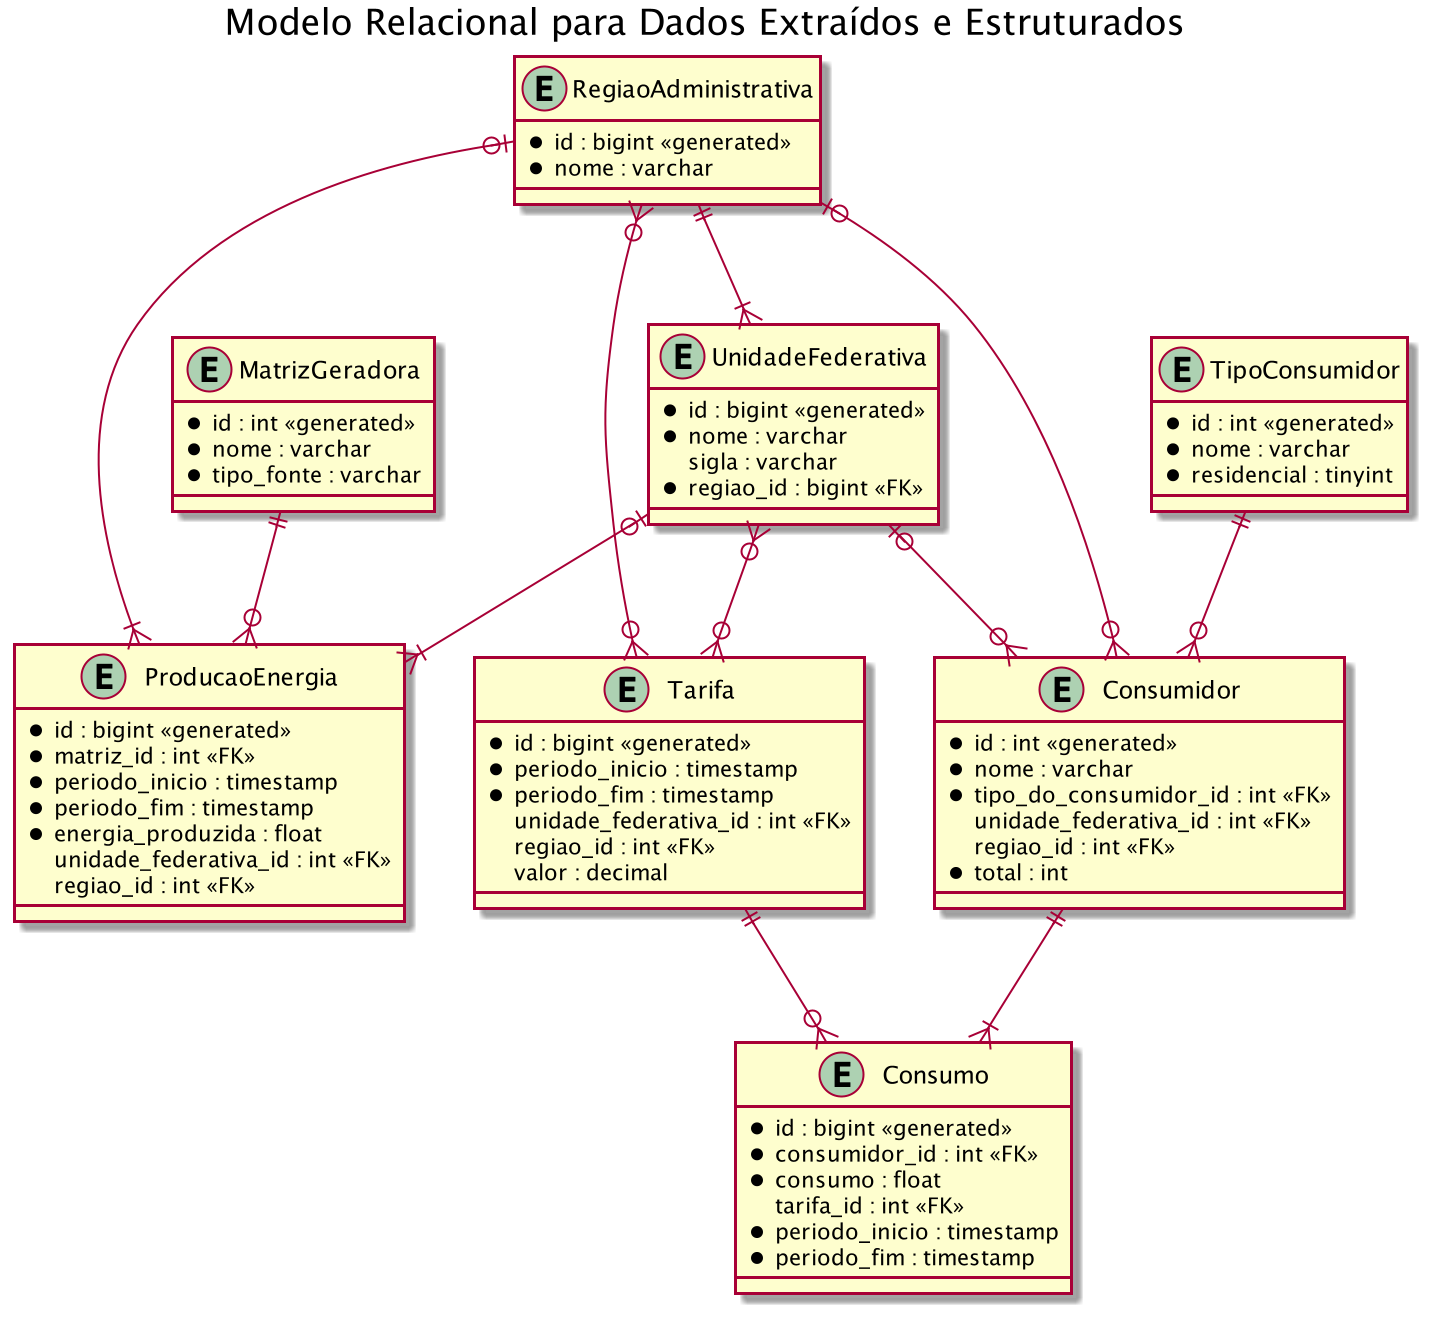 Modelo Relacional para Dados Extraídos e Estruturados
E RegiaoAdministrativa
id : bigint «generated»
nome : varchar
E MatrizGeradora
id : int «generated»
nome : varchar
tipo_fonte : varchar
E UnidadeFederativa
id : bigint «generated»
nome : varchar
sigla : varchar
regiao_id : bigint «FK»
E TipoConsumidor
id : int «generated»
nome : varchar
residencial : tinyint
E ProducaoEnergia
id : bigint «generated»
matriz_id : int «FK»
periodo_inicio : timestamp
periodo_fim : timestamp
energia_produzida : float
unidade_federativa_id : int «FK»
regiao_id : int «FK»
E Tarifa
id : bigint «generated»
periodo_inicio : timestamp
periodo_fim : timestamp
unidade_federativa_id : int «FK»
regiao_id : int «FK»
valor : decimal
E Consumidor
id : int «generated»
nome : varchar
tipo_do_consumidor_id : int «FK»
unidade_federativa_id : int «FK»
regiao_id : int «FK»
total : int
E Consumo
id : bigint «generated»
consumidor_id : int «FK»
consumo : float
tarifa_id : int «FK»
periodo_inicio : timestamp
periodo_fim : timestamp